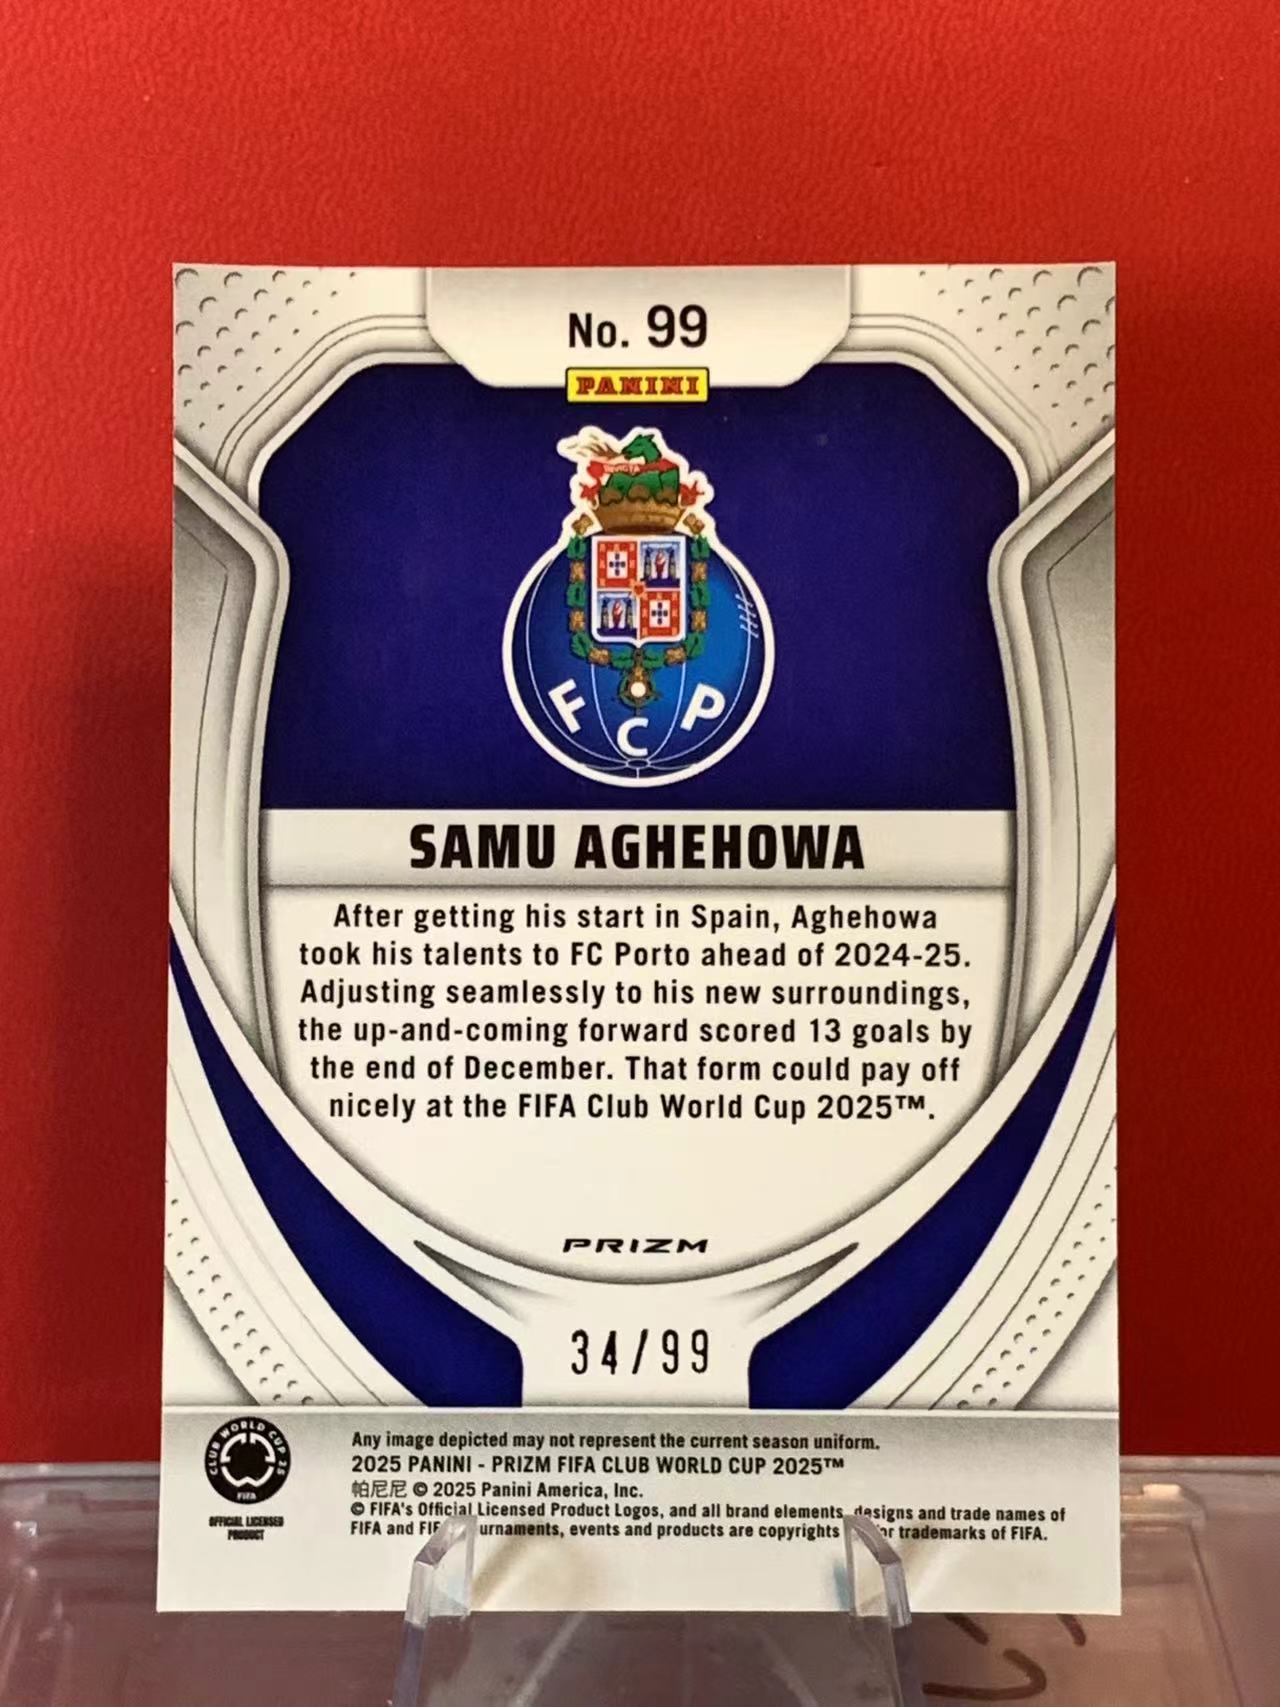 No. 99
PANINI
INVICTA
F C P
SAMU AGHEHOWA
After getting his start in Spain, Aghehowa
took his talents to FC Porto ahead of 2024-25.
Adjusting seamlessly to his new surroundings,
the up-and-coming forward scored 13 goals by
the end of December. That form could pay off
nicely at the FIFA Club World Cup 2025™.
PRIZM
34/99
CLUB WORLD CUP 25
FIFA
OFFICIAL LICENSED
PRODUCT
Any image depicted may not represent the current season uniform.
2025 PANINI - PRIZM FIFA CLUB WORLD CUP 2025™
帕尼尼 © 2025 Panini America, Inc.
© FIFA's Official Licensed Product Logos, and all brand elements, designs and trade names of
FIFA and and products are copyrights trademarks of FIFA.